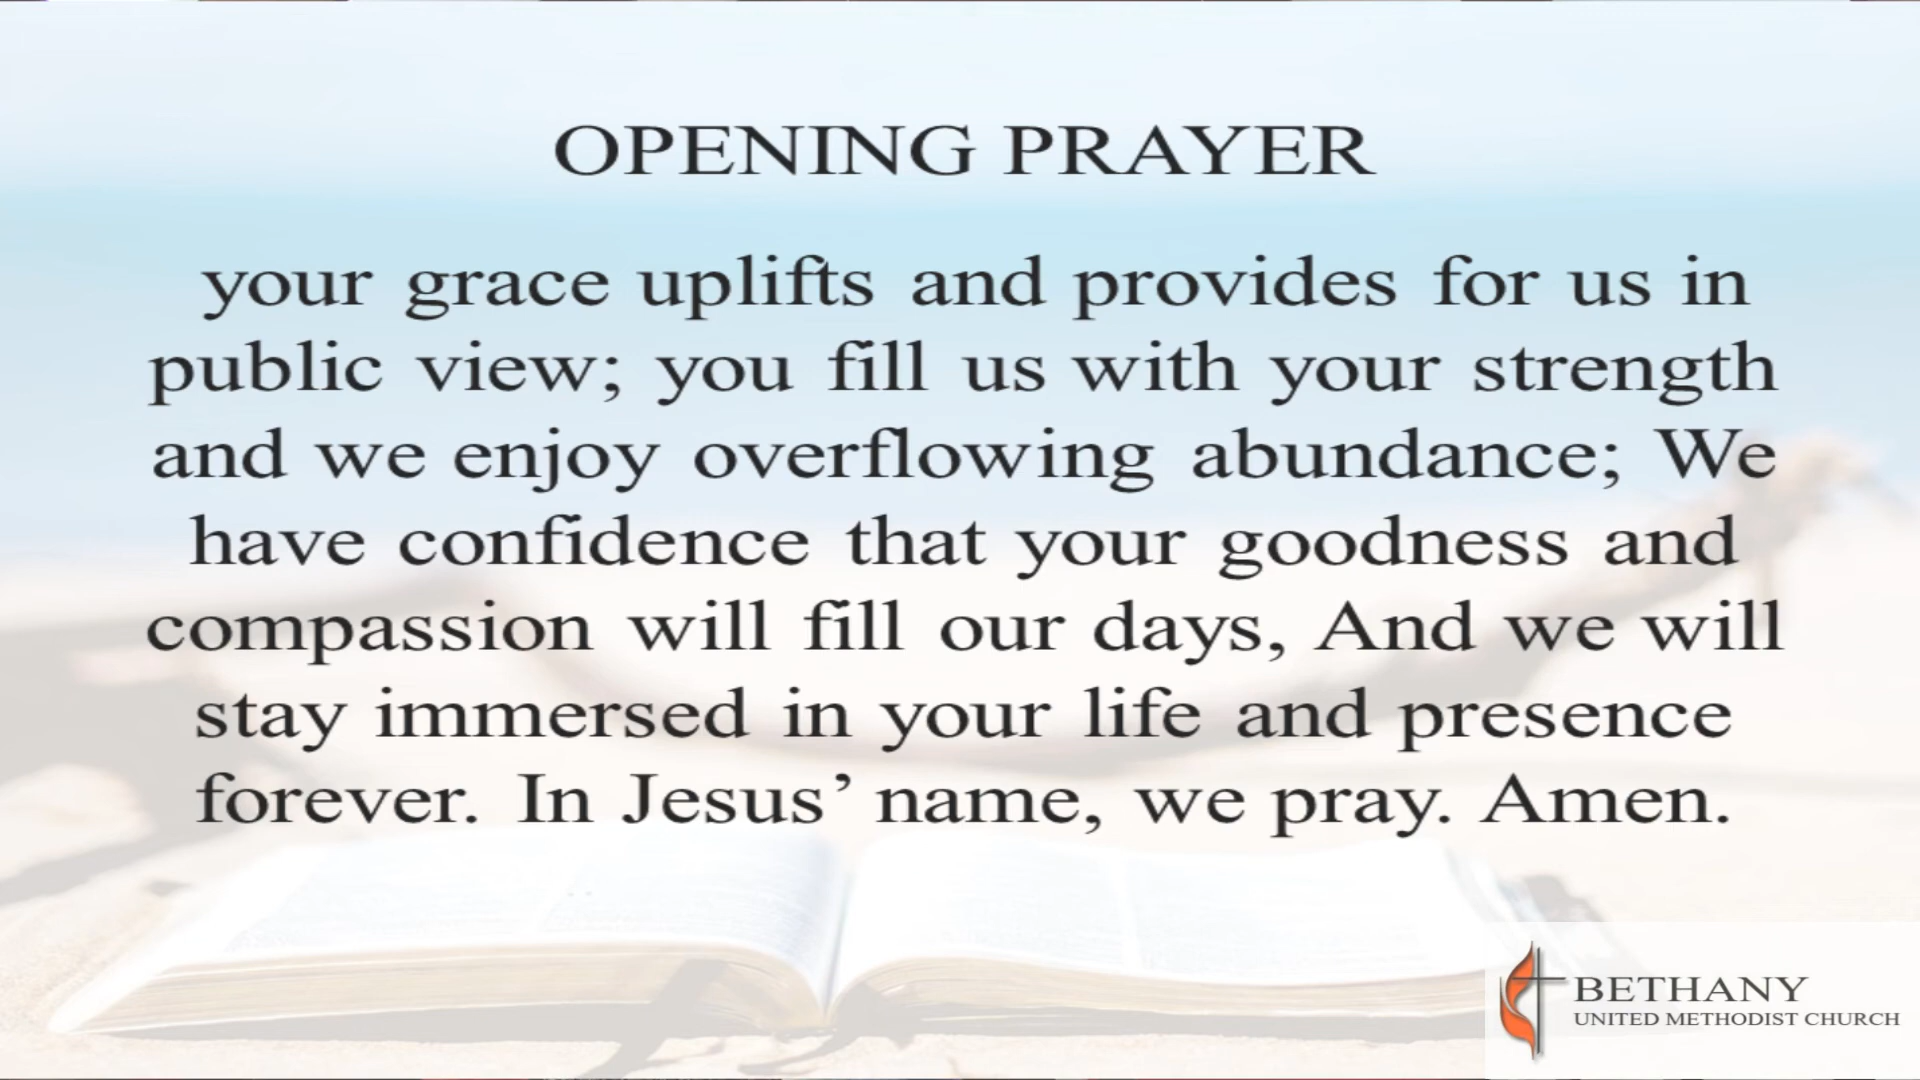 OPENING PRAYER
your grace uplifts and provides for us in
public view; you fill us with your strength
and we enjoy overflowing abundance; We
have confidence that your goodness and
compassion will fill our days, And we will
stay immersed in your life and presence
forever. In Jesus’ name, we pray. Amen.
BETHANY
UNITED METHODIST CHURCH